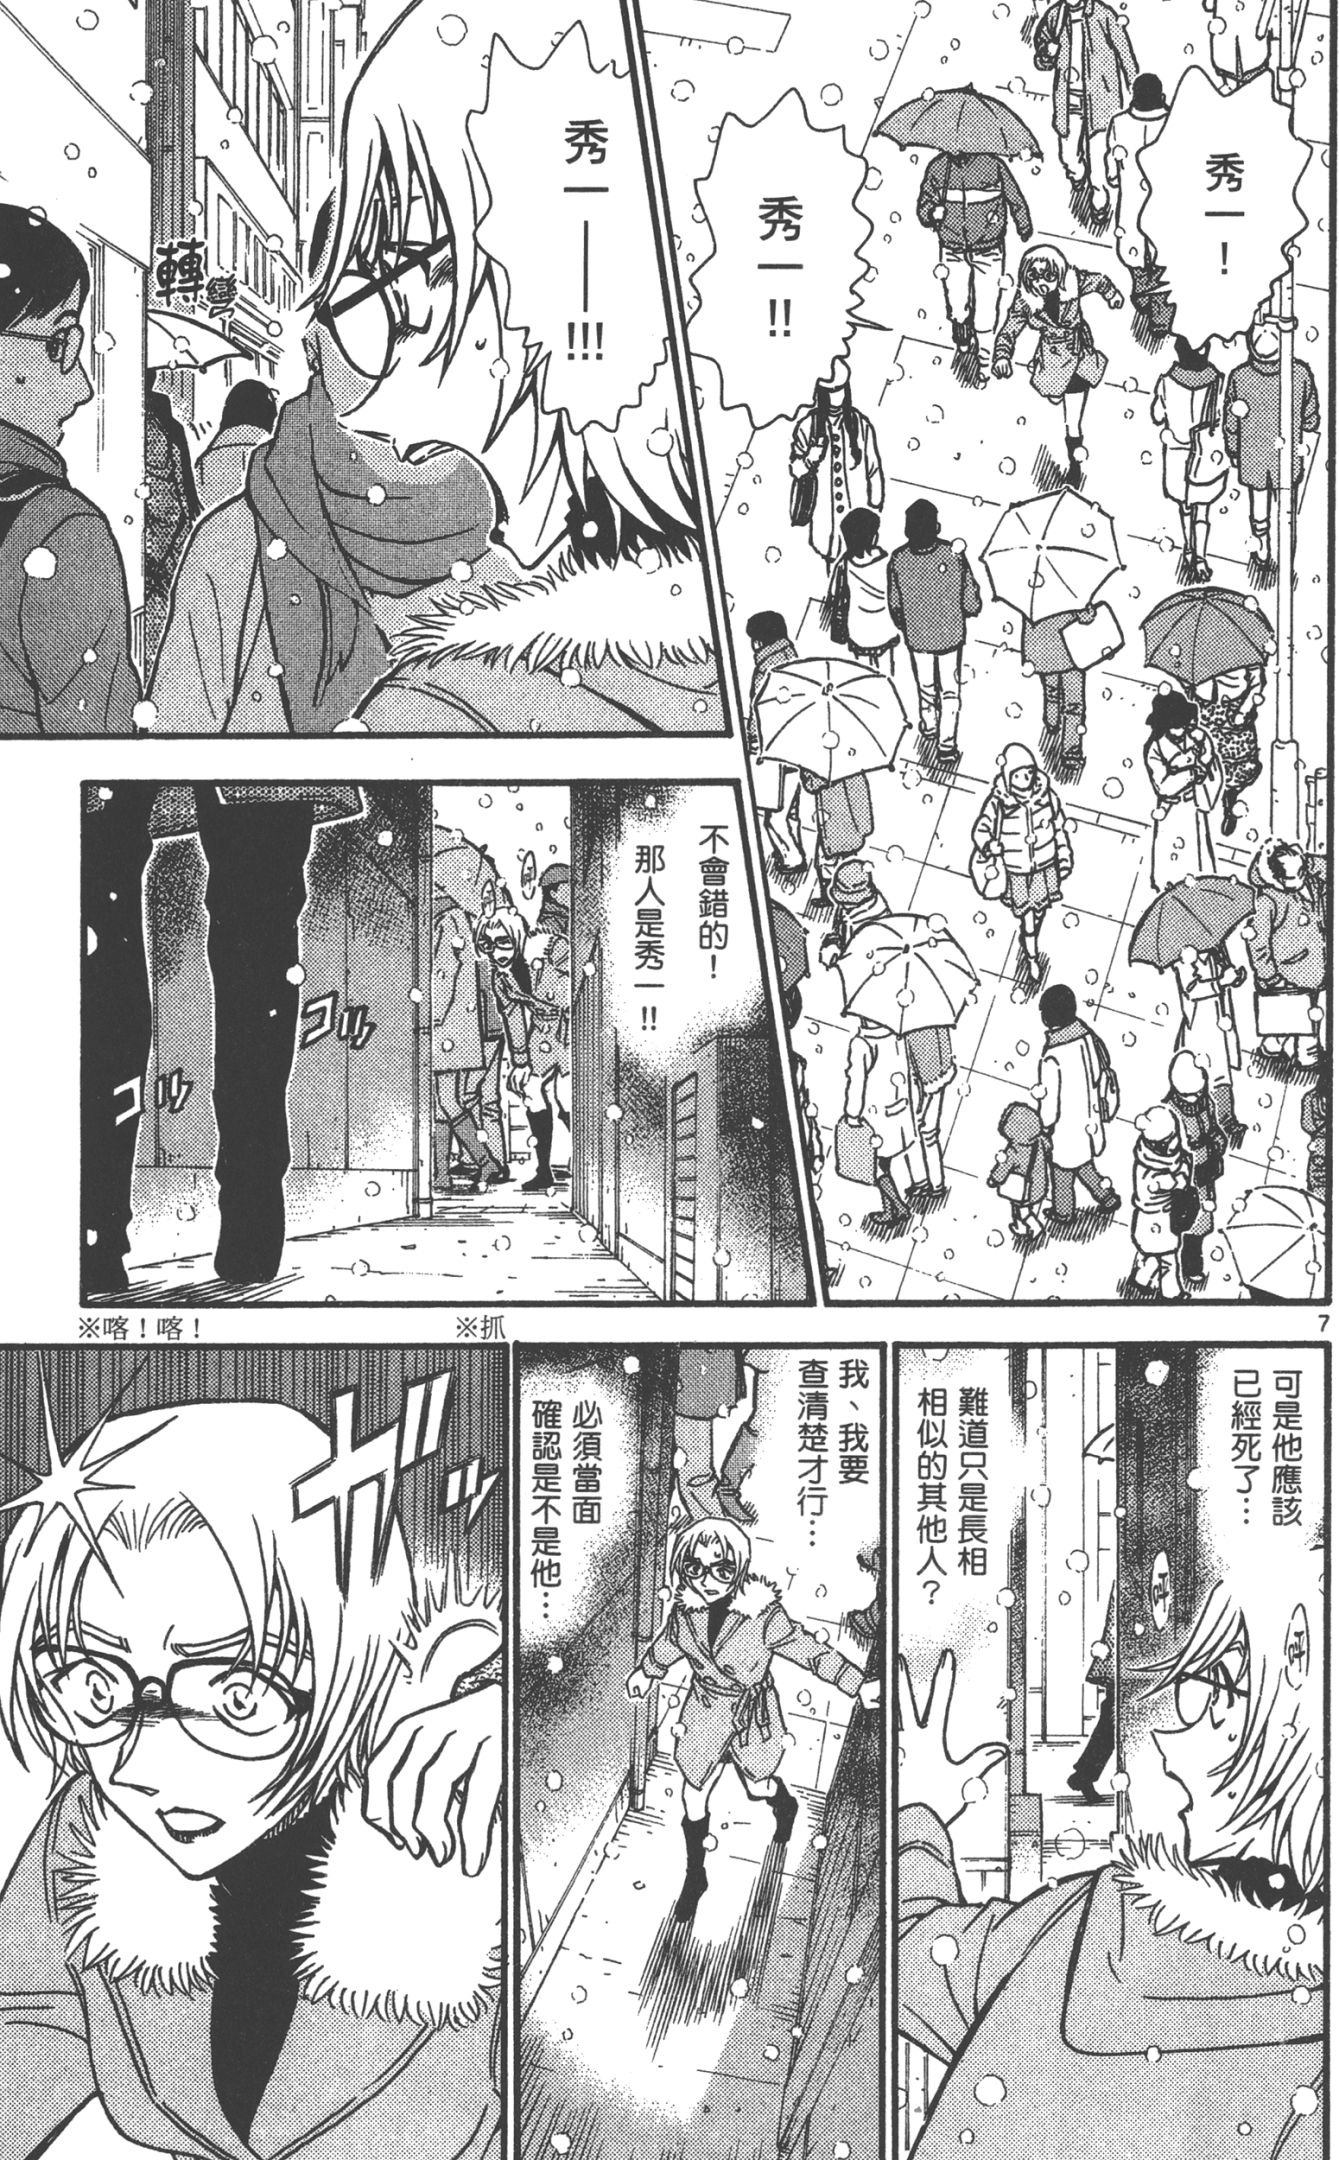 秀一！
秀一!!
秀一——!!!
轉
彎
不會錯的！
那人是秀一!!
コツ
コツ
※喀！喀！
※抓
7
可是他應該
已經死了…
難道只是長相
相似的其他人？
我、我要
查清楚才行…
必須當面
確認是不是他…
ガッ